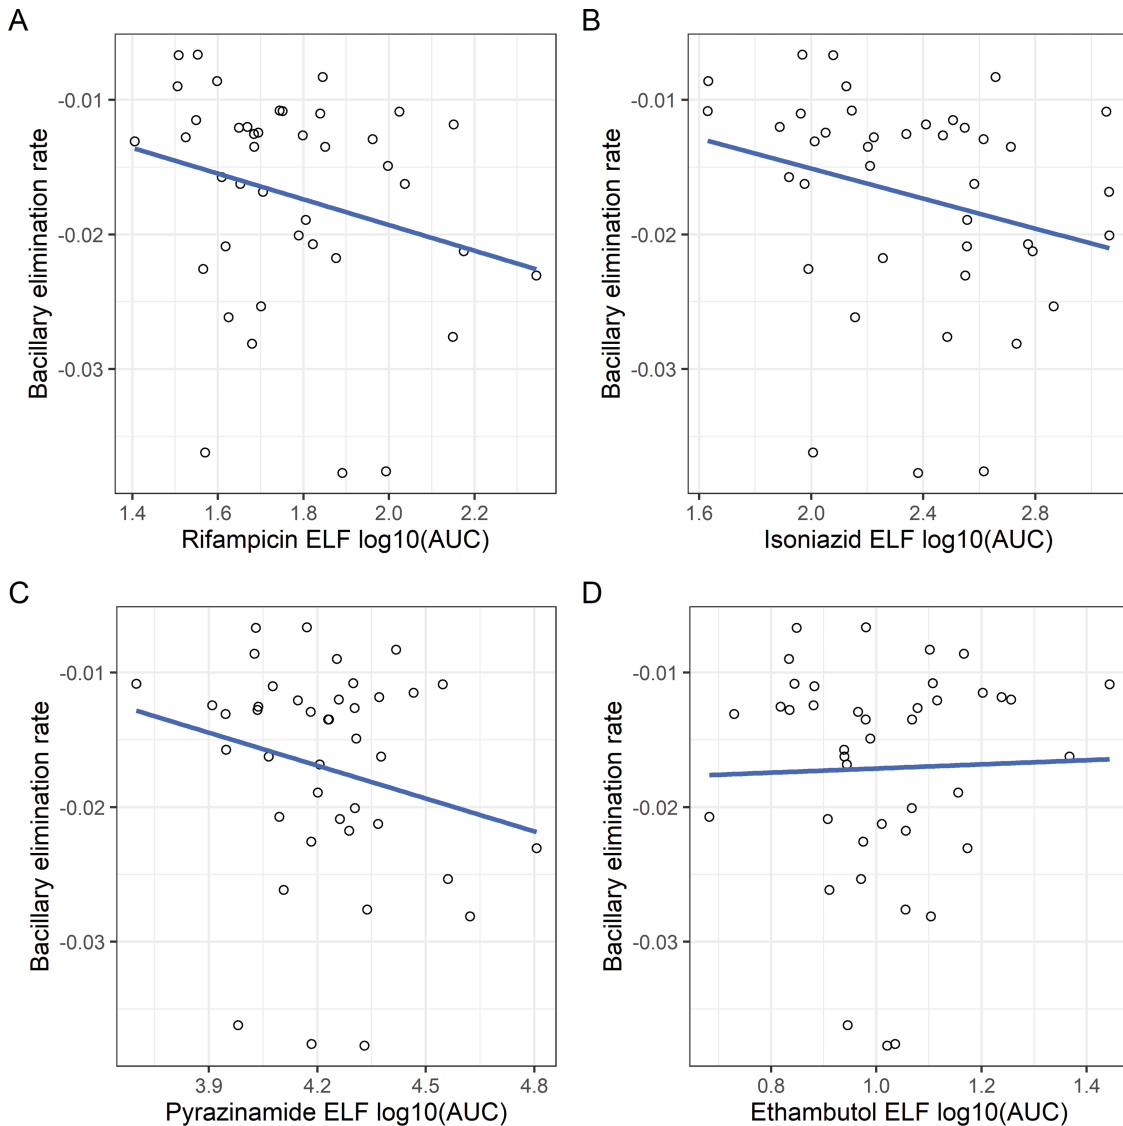 A
Bacillary elimination rate
-0.01
-0.02
-0.03
1.4 1.6 1.8 2.0 2.2
Rifampicin ELF log10(AUC)
B
Bacillary elimination rate
-0.01
-0.02
-0.03
1.6 2.0 2.4 2.8
Isoniazid ELF log10(AUC)
C
Bacillary elimination rate
-0.01
-0.02
-0.03
3.9 4.2 4.5 4.8
Pyrazinamide ELF log10(AUC)
D
Bacillary elimination rate
-0.01
-0.02
-0.03
0.8 1.0 1.2 1.4
Ethambutol ELF log10(AUC)